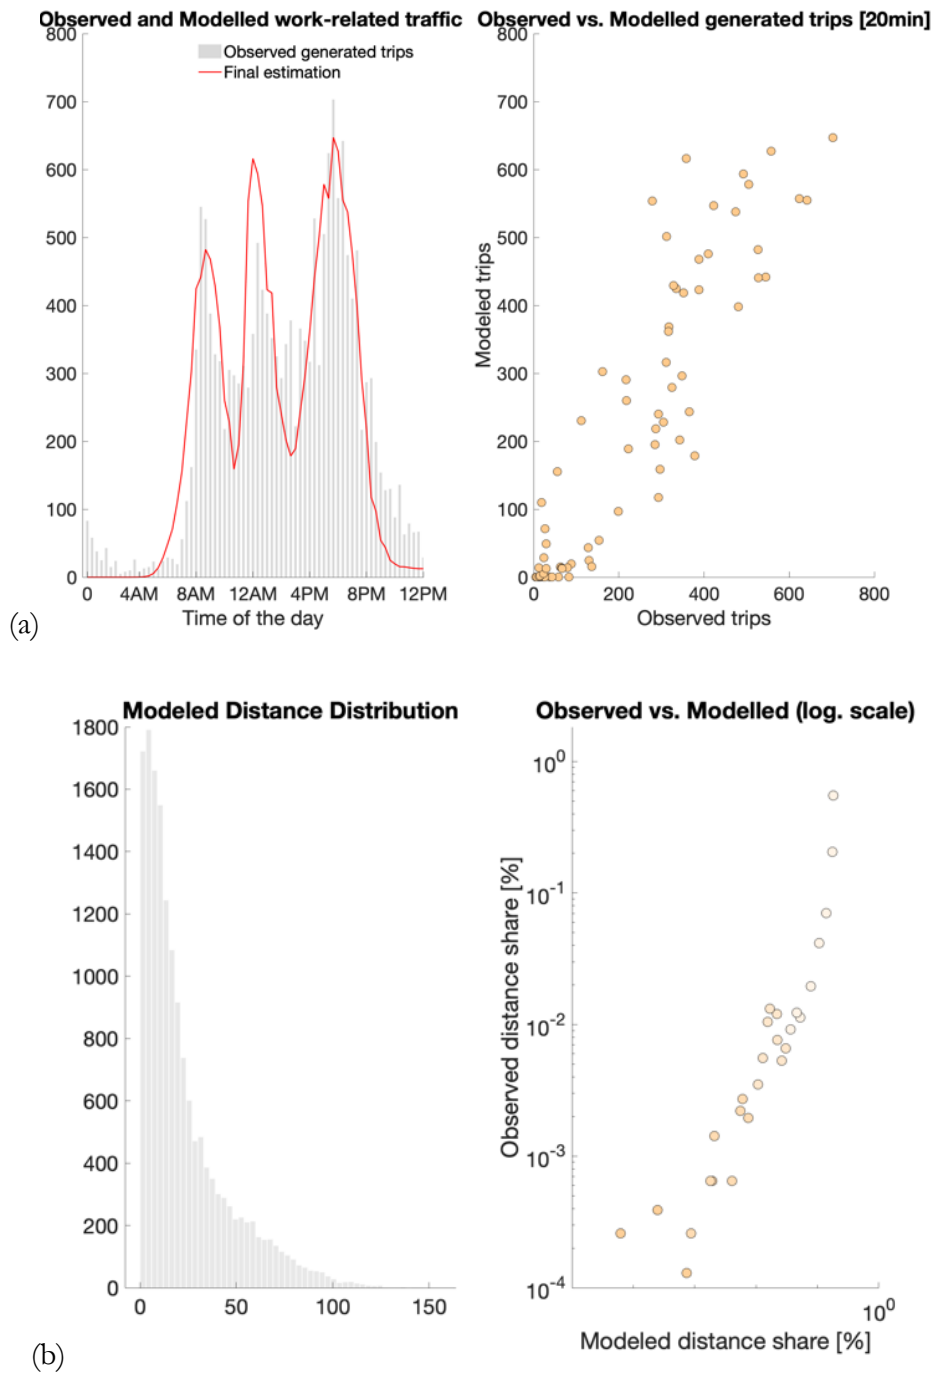 Observed and Modelled work-related traffic
800
700
600
500
400
300
200
100
0
Observed generated trips
Final estimation
0 4AM 8AM 12AM 4PM 8PM 12PM
Time of the day
Observed vs. Modelled generated trips [20min]
800
700
600
500
400
300
200
100
0
Modeled trips
0 200 400 600 800
Observed trips
(a)
Modeled Distance Distribution
1800
1600
1400
1200
1000
800
600
400
200
0
0 50 100 150
Observed vs. Modelled (log. scale)
10^0
10^-1
10^-2
10^-3
10^-4
Observed distance share [%]
10^0
Modeled distance share [%]
(b)